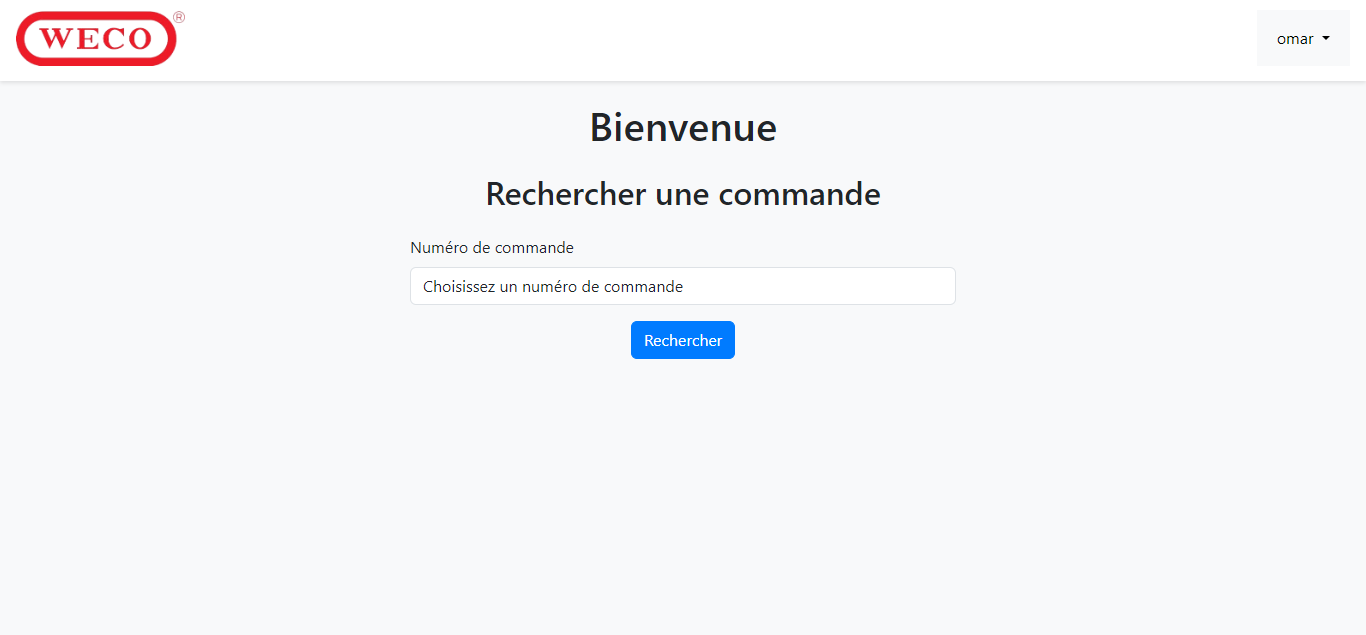 WECO®
omar
Bienvenue
Rechercher une commande
Numéro de commande
Choisissez un numéro de commande
Rechercher